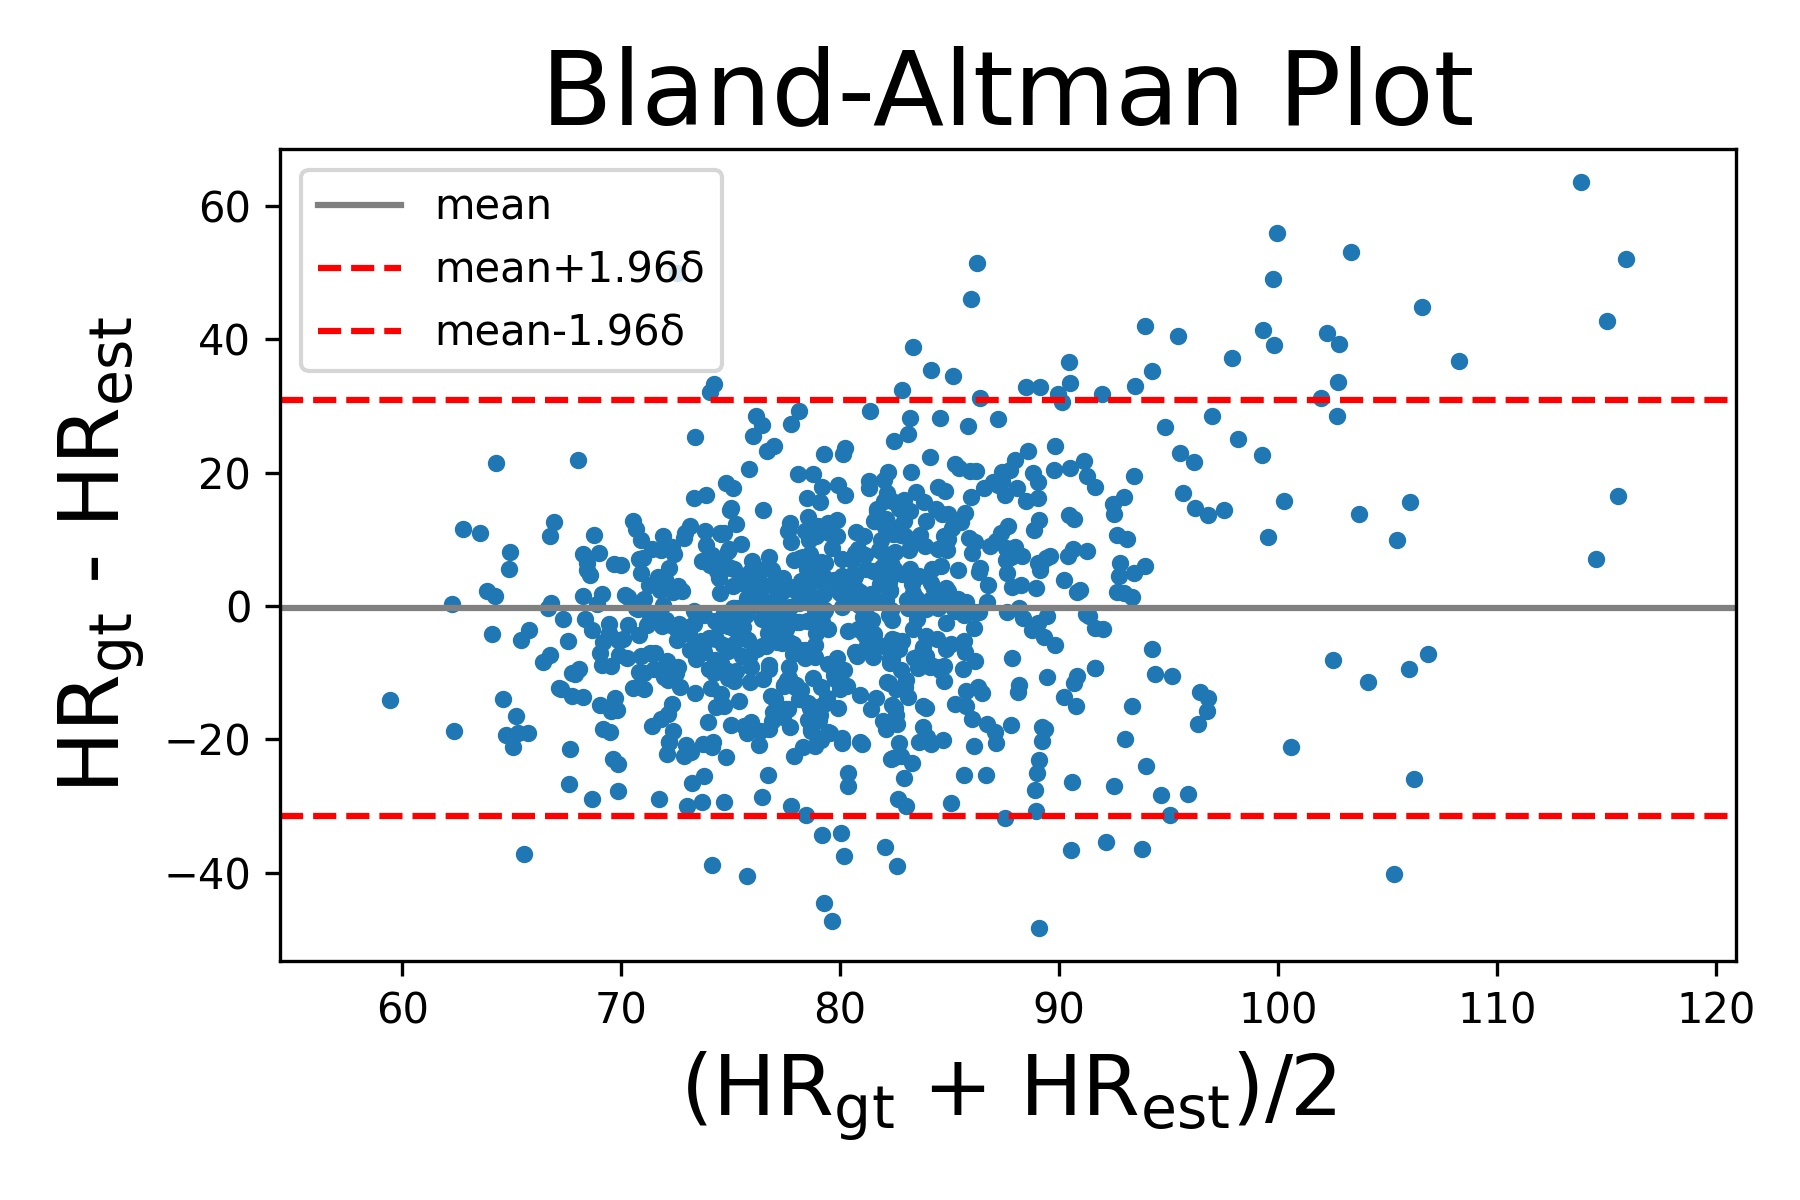 Bland-Altman Plot
mean
mean+1.96δ
mean-1.96δ
HRgt - HRest
60
40
20
0
−20
−40
60 70 80 90 100 110 120
(HRgt + HRest)/2